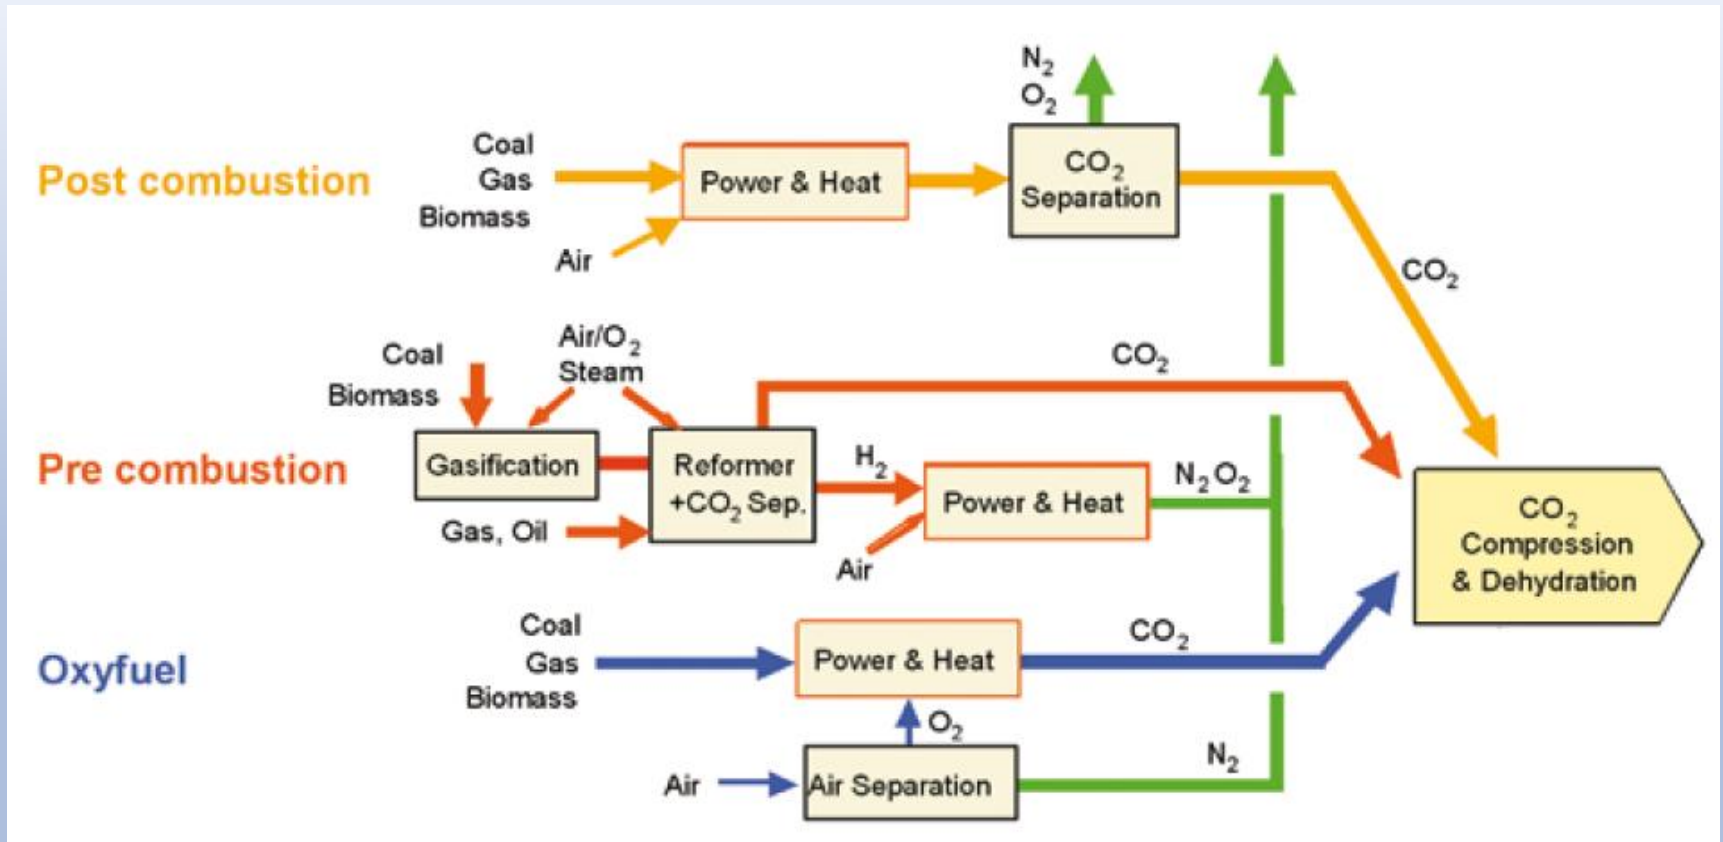 N₂
O₂
Coal
Gas
Biomass
Air
Post combustion
Power & Heat
CO₂
Separation
CO₂
Coal
Biomass
Air/O₂
Steam
CO₂
Pre combustion
Gasification
Reformer
+CO₂ Sep.
Gas, Oil
H₂
Air
Power & Heat
N₂ O₂
CO₂
Compression
& Dehydration
Oxyfuel
Coal
Gas
Biomass
Power & Heat
CO₂
O₂
Air
Air Separation
N₂